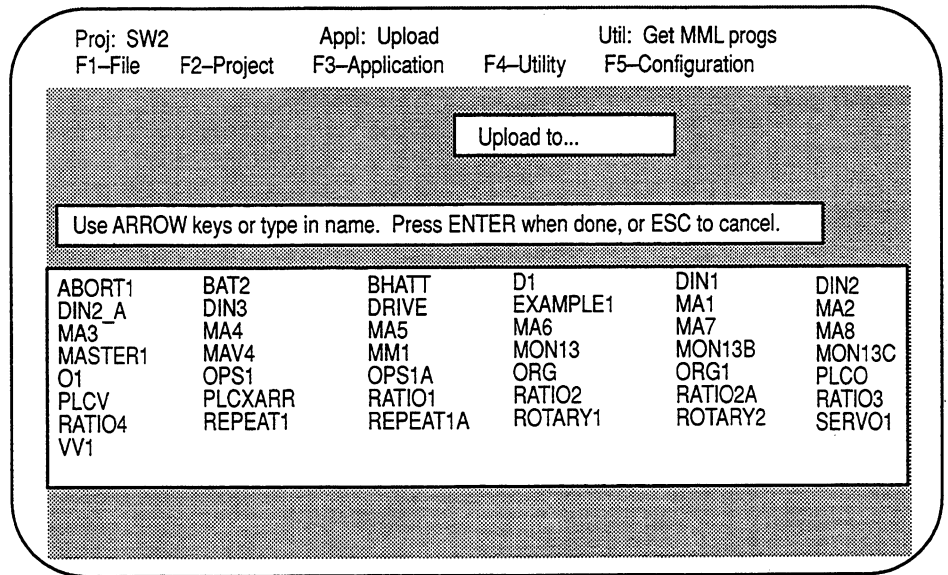 Proj: SW2 Appl: Upload Util: Get MML progs
F1–File F2–Project F3–Application F4–Utility F5–Configuration
Upload to...
Use ARROW keys or type in name. Press ENTER when done, or ESC to cancel.
ABORT1 BAT2 BHATT D1 DIN1 DIN2
DIN2_A DIN3 DRIVE EXAMPLE1 MA1 MA2
MA3 MA4 MA5 MA6 MA7 MA8
MASTER1 MAV4 MM1 MON13 MON13B MON13C
O1 OPS1 OPS1A ORG ORG1 PLCO
PLCV PLCXARR RATIO1 RATIO2 RATIO2A RATIO3
RATIO4 REPEAT1 REPEAT1A ROTARY1 ROTARY2 SERVO1
VV1